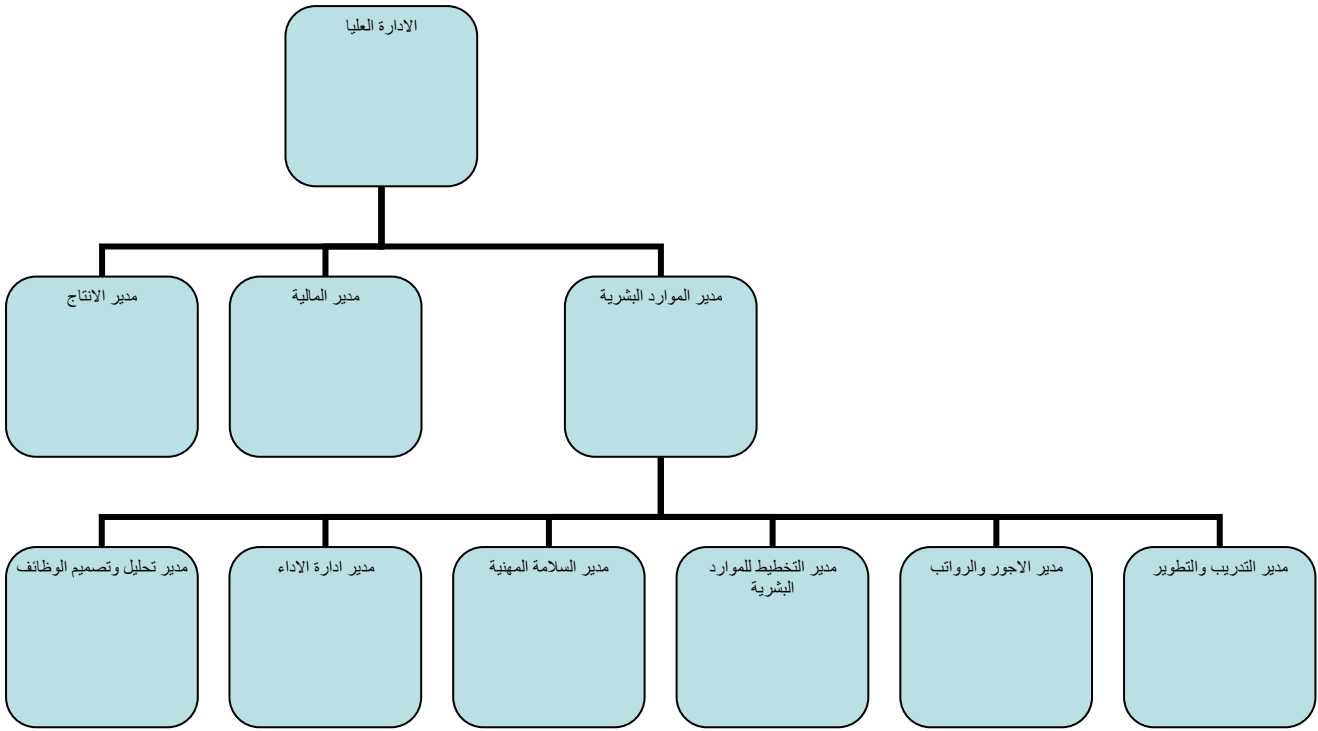 الادارة العليا
مدير الموارد البشرية
مدير المالية
مدير الانتاج
مدير التدريب والتطوير
مدير الاجور والرواتب
مدير التخطيط للموارد
البشرية
مدير السلامة المهنية
مدير ادارة الاداء
مدير تحليل وتصميم الوظائف